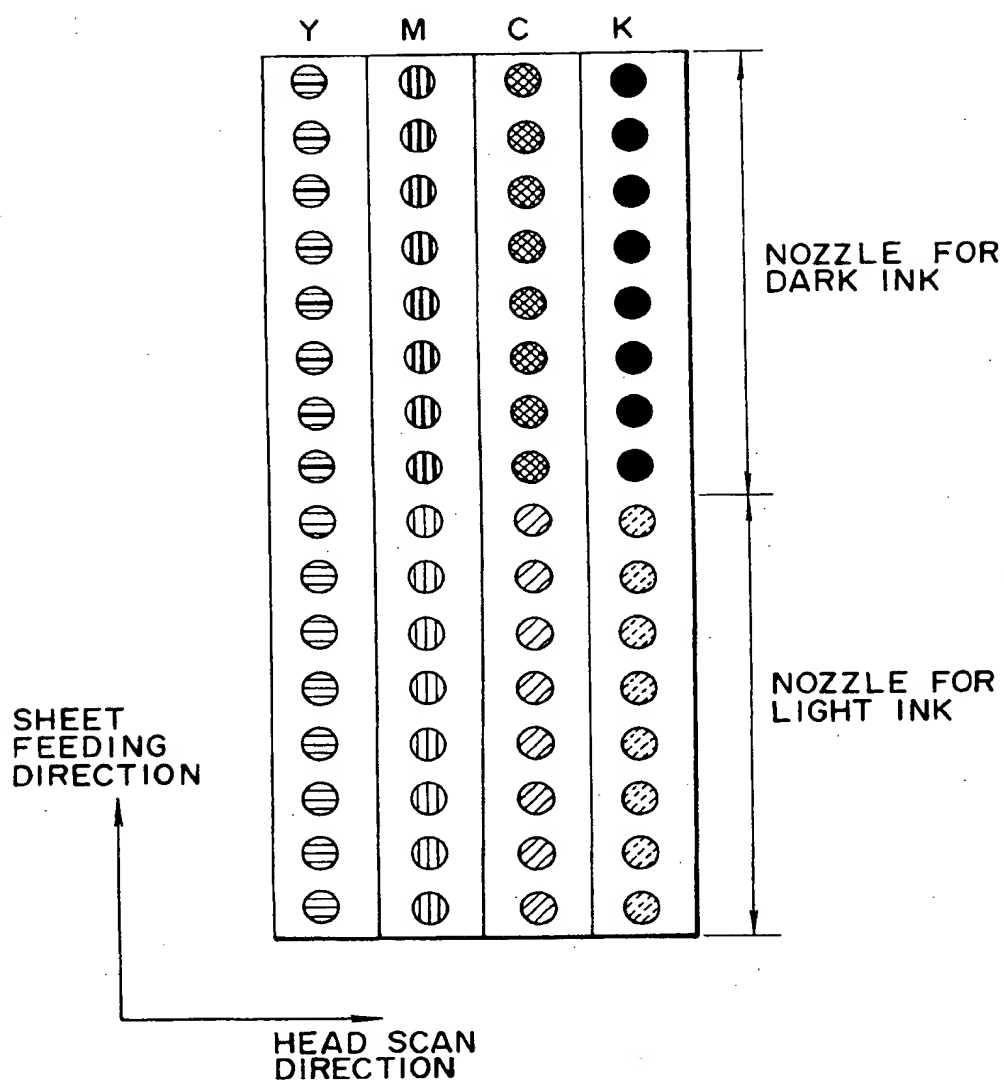 Y M C K
NOZZLE FOR
DARK INK
NOZZLE FOR
LIGHT INK
SHEET
FEEDING
DIRECTION
HEAD SCAN
DIRECTION